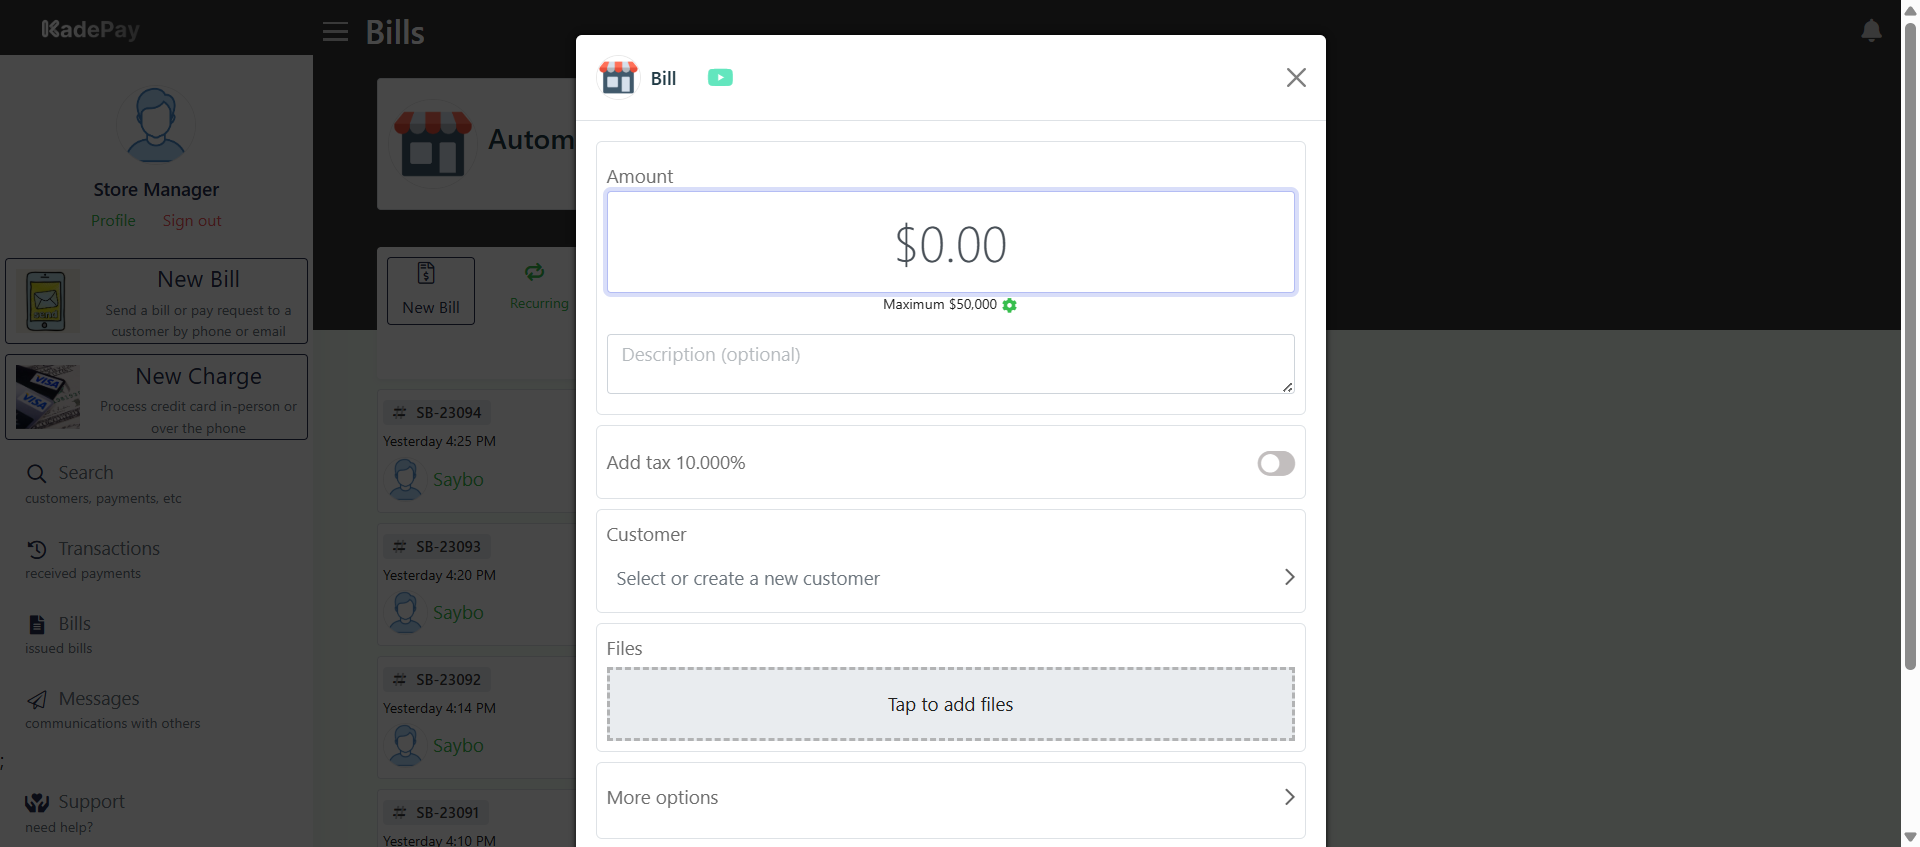 KadePay
Bills
Store Manager
Profile
Sign out
New Bill
Send a bill or pay request to a
customer by phone or email
New Charge
Process credit card in-person or
over the phone
Search
customers, payments, etc
Transactions
received payments
Bills
issued bills
Messages
communications with others
;
Support
need help?
Autom
New Bill
Recurring
# SB-23094
Yesterday 4:25 PM
Saybo
# SB-23093
Yesterday 4:20 PM
Saybo
# SB-23092
Yesterday 4:14 PM
Saybo
# SB-23091
Yesterday 4:10 PM
Bill
Amount
$0.00
Maximum $50,000
Description (optional)
Add tax 10.000%
Customer
Select or create a new customer
Files
Tap to add files
More options